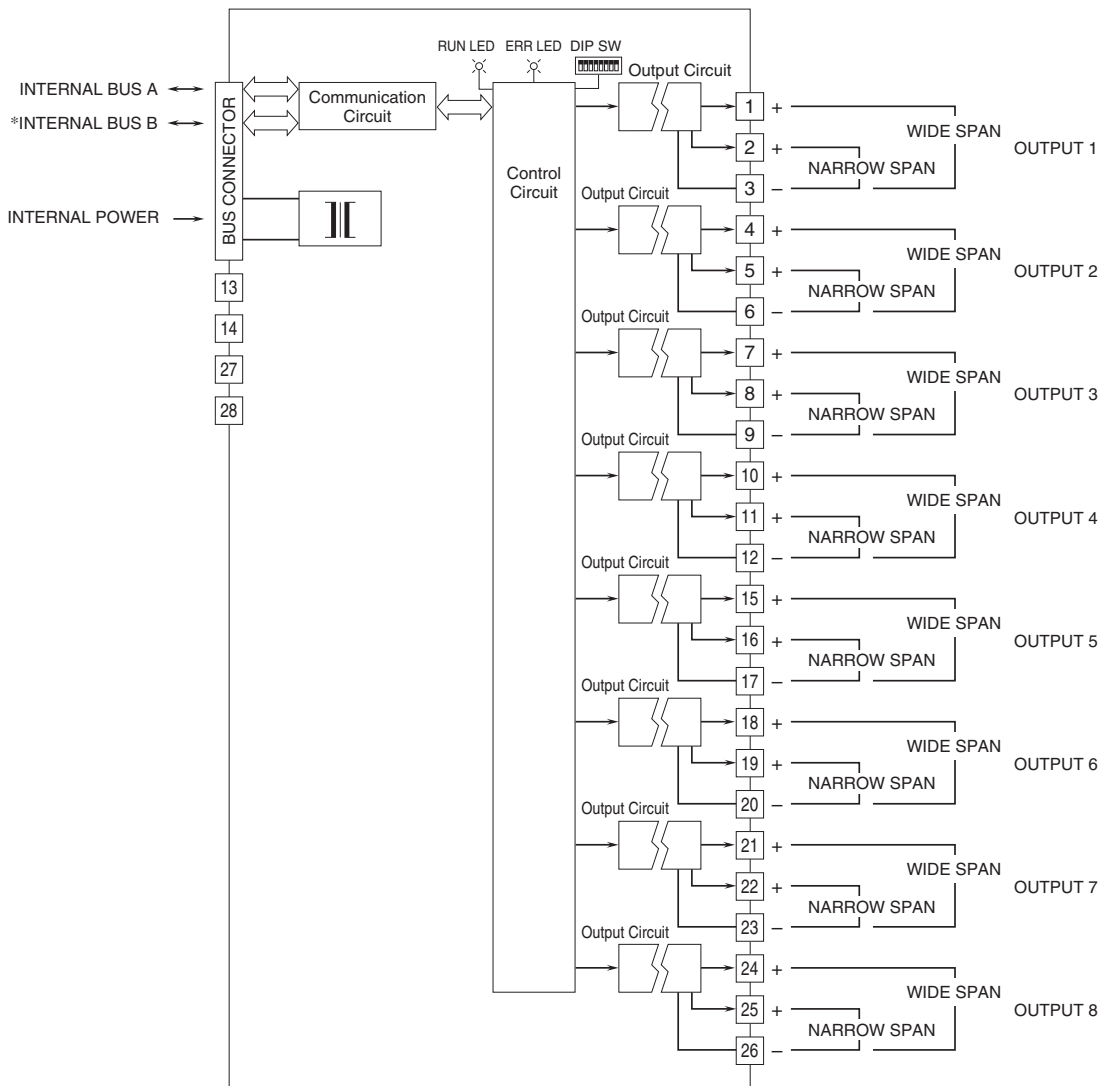 RUN LED ERR LED DIP SW
Output Circuit
INTERNAL BUS A
*INTERNAL BUS B
INTERNAL POWER
BUS CONNECTOR
Communication
Circuit
Control
Circuit
13
14
27
28
1 +
2 +
3 –
WIDE SPAN
NARROW SPAN
OUTPUT 1
Output Circuit
4 +
5 +
6 –
WIDE SPAN
NARROW SPAN
OUTPUT 2
Output Circuit
7 +
8 +
9 –
WIDE SPAN
NARROW SPAN
OUTPUT 3
Output Circuit
10 +
11 +
12 –
WIDE SPAN
NARROW SPAN
OUTPUT 4
Output Circuit
15 +
16 +
17 –
WIDE SPAN
NARROW SPAN
OUTPUT 5
Output Circuit
18 +
19 +
20 –
WIDE SPAN
NARROW SPAN
OUTPUT 6
Output Circuit
21 +
22 +
23 –
WIDE SPAN
NARROW SPAN
OUTPUT 7
Output Circuit
24 +
25 +
26 –
WIDE SPAN
NARROW SPAN
OUTPUT 8